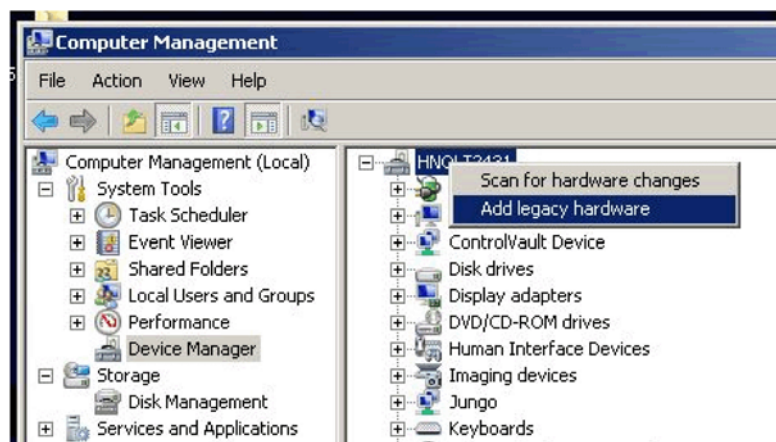 Computer Management
File Action View Help
Computer Management (Local)
System Tools
Task Scheduler
Event Viewer
Shared Folders
Local Users and Groups
Performance
Device Manager
Storage
Disk Management
Services and Applications
Scan for hardware changes
Add legacy hardware
ControlVault Device
Disk drives
Display adapters
DVD/CD-ROM drives
Human Interface Devices
Imaging devices
Jungo
Keyboards